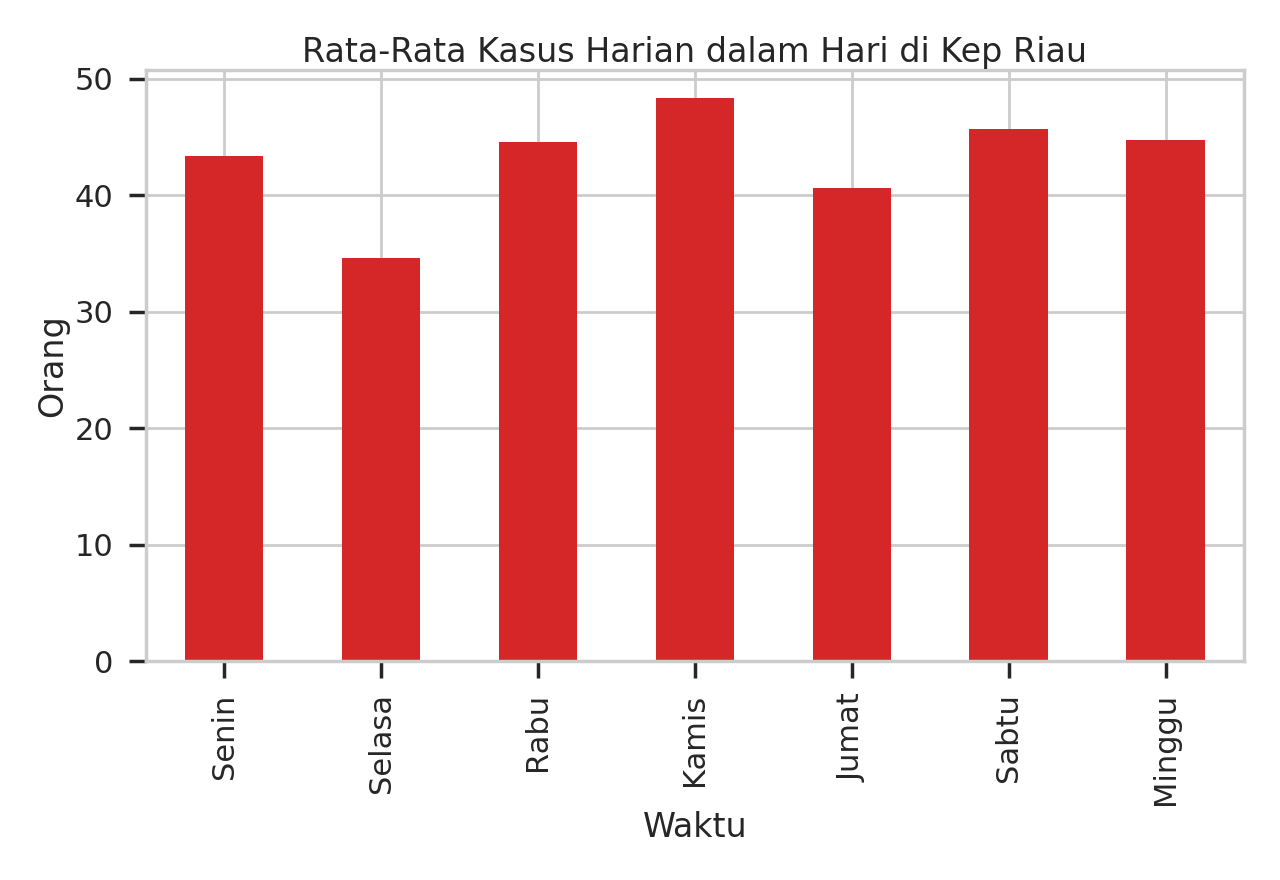 Rata-Rata Kasus Harian dalam Hari di Kep Riau
Orang
50
40
30
20
10
0
Senin
Selasa
Rabu
Kamis
Jumat
Sabtu
Minggu
Waktu